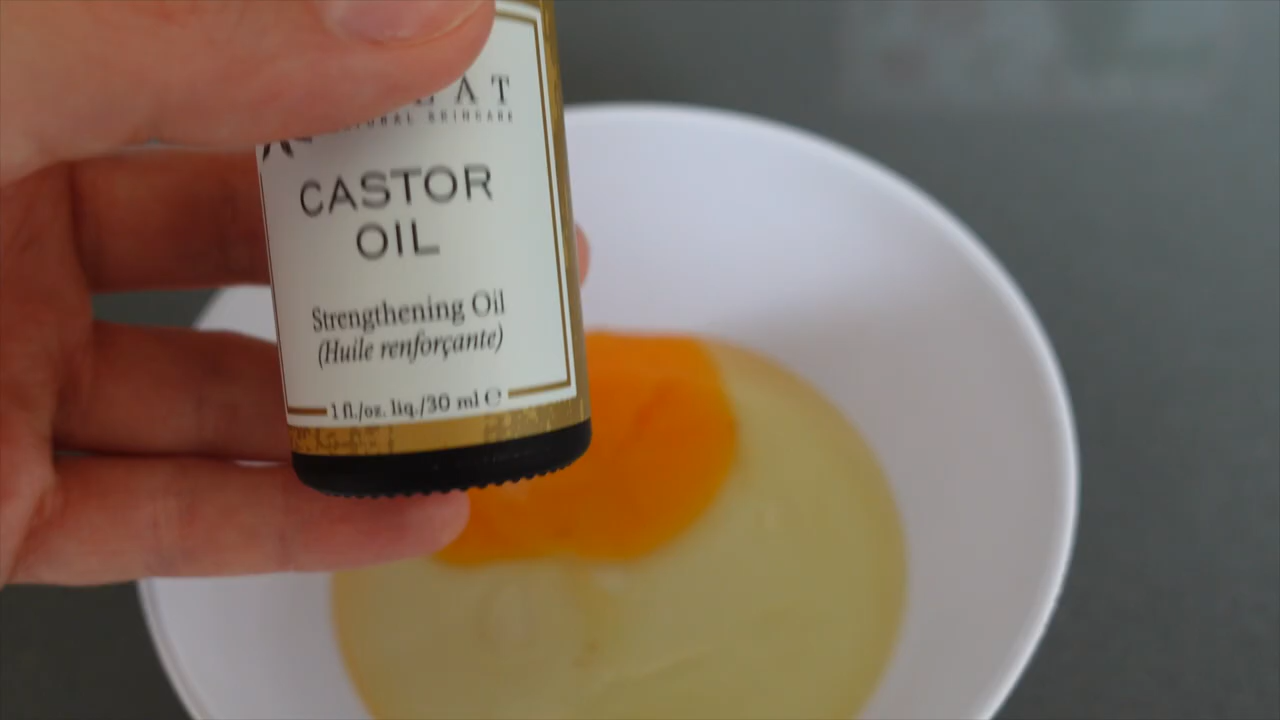 CASTOR
OIL
Strengthening Oil
(Huile renforçante)
1 fl./oz. liq./30 ml ℮